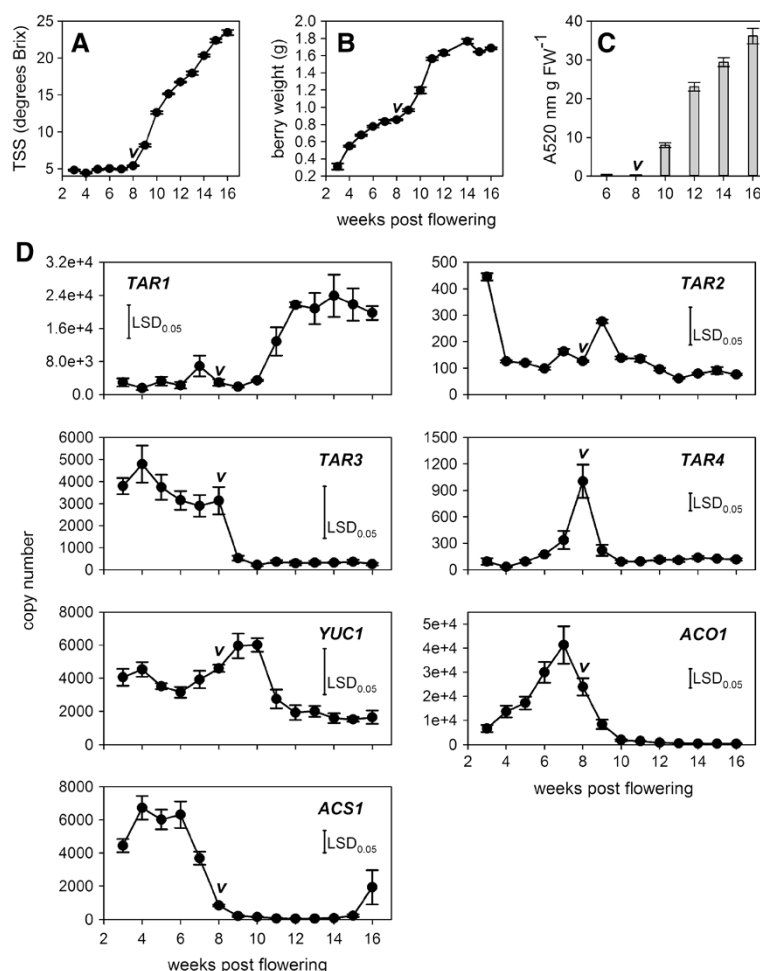 A
TSS (degrees Brix)
25
20
15
10
5
v
2 4 6 8 10 12 14 16
B
berry weight (g)
2.0
1.8
1.6
1.4
1.2
1.0
0.8
0.6
0.4
0.2
v
2 4 6 8 10 12 14 16
weeks post flowering
C
A520 nm g FW⁻¹
40
30
20
10
0
v
6 8 10 12 14 16
D
copy number
TAR1
3.2e+4
2.4e+4
1.6e+4
8.0e+3
0.0
LSD0.05
v
TAR2
500
400
300
200
100
0
LSD0.05
v
TAR3
6000
5000
4000
3000
2000
1000
0
LSD0.05
v
TAR4
1500
1200
900
600
300
0
LSD0.05
v
YUC1
8000
6000
4000
2000
0
LSD0.05
v
ACO1
5e+4
4e+4
3e+4
2e+4
1e+4
0
LSD0.05
v
2 4 6 8 10 12 14 16
weeks post flowering
ACS1
8000
6000
4000
2000
0
LSD0.05
v
2 4 6 8 10 12 14 16
weeks post flowering